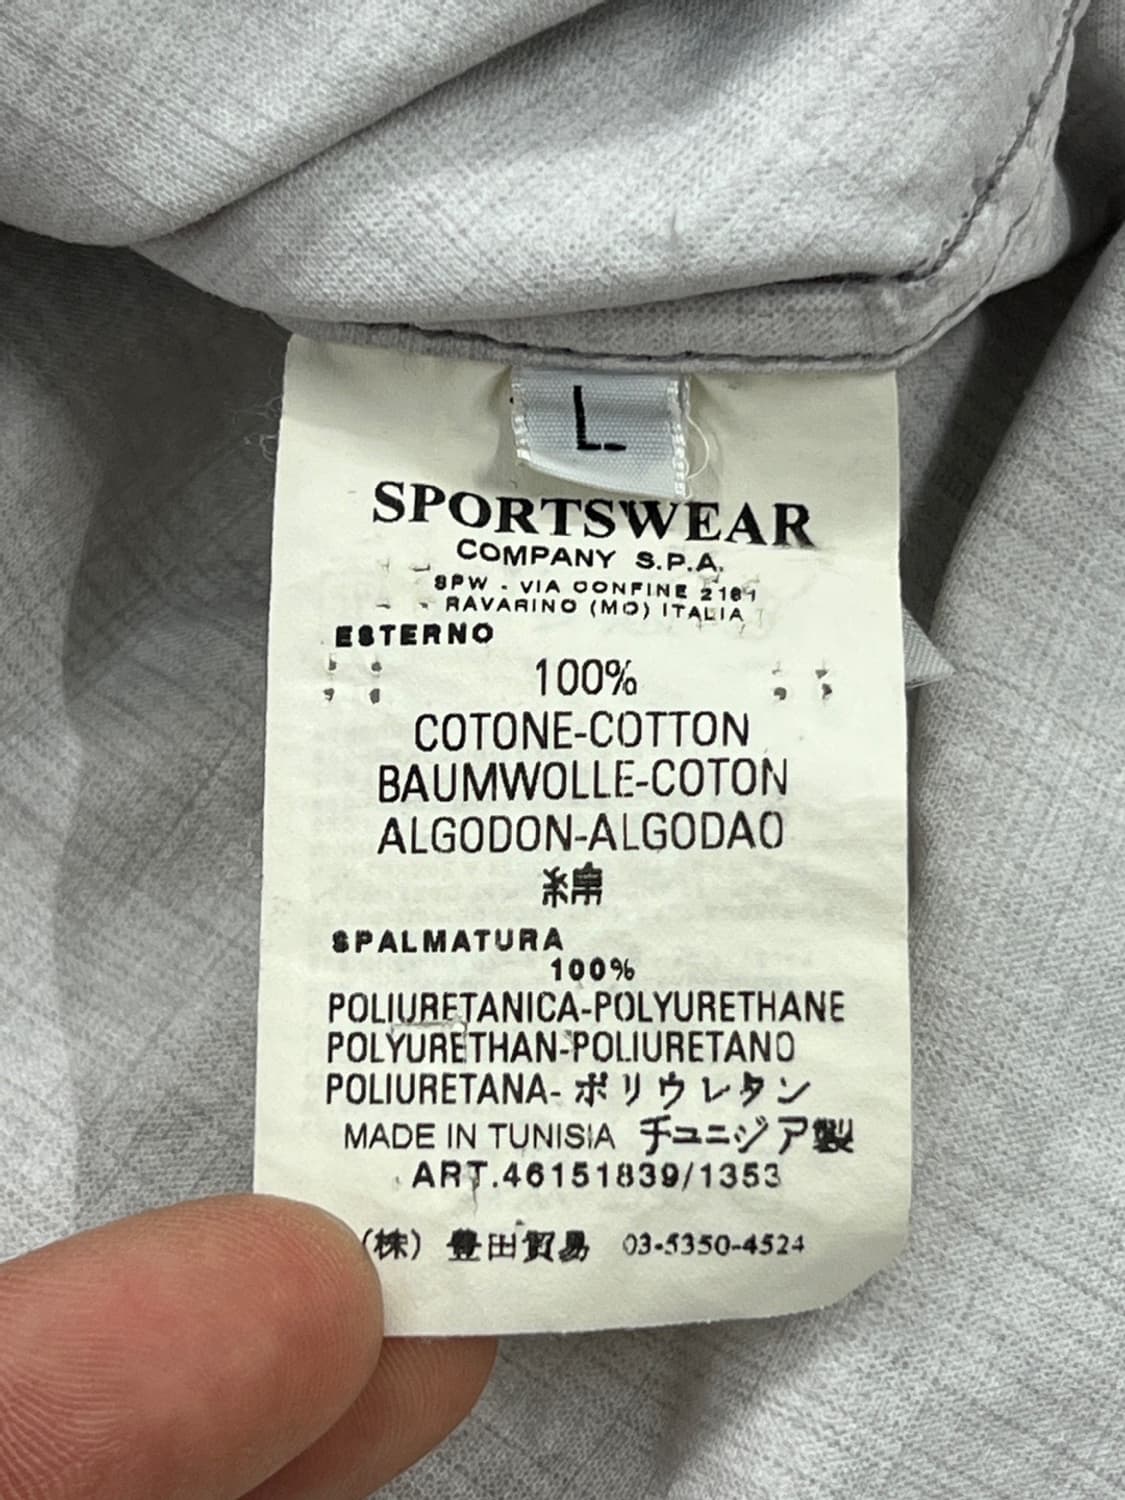 L
SPORTSWEAR
COMPANY S.P.A.
SPW - VIA CONFINE 2161
RAVARINO (MO) ITALIA
ESTERNO
100%
COTONE-COTTON
BAUMWOLLE-COTON
ALGODON-ALGODAO
綿
SPALMATURA
100%
POLIURETANICA-POLYURETHANE
POLYURETHAN-POLIURETANO
POLIURETANA- ポリウレタン
MADE IN TUNISIA チュニジア製
ART.46151839/1353
(株) 豊田貿易 03-5350-4524